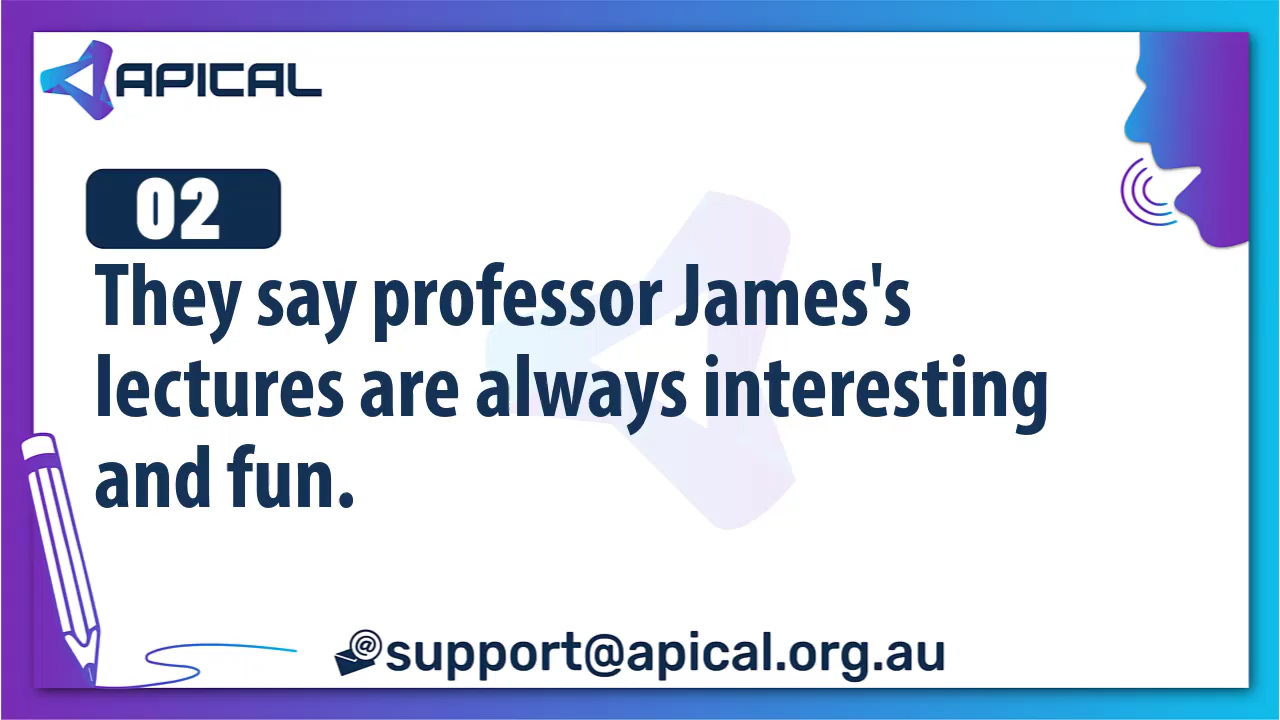 APICAL
02
They say professor James's
lectures are always interesting
and fun.
support@apical.org.au